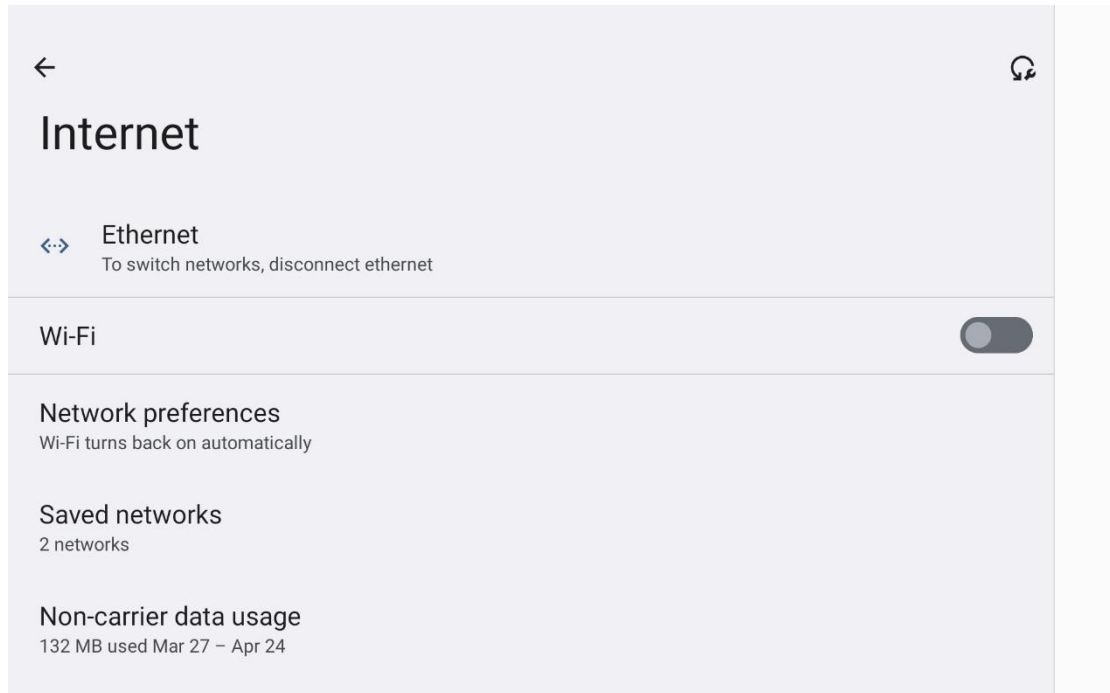 Internet
Ethernet
To switch networks, disconnect ethernet
Wi-Fi
Network preferences
Wi-Fi turns back on automatically
Saved networks
2 networks
Non-carrier data usage
132 MB used Mar 27 – Apr 24